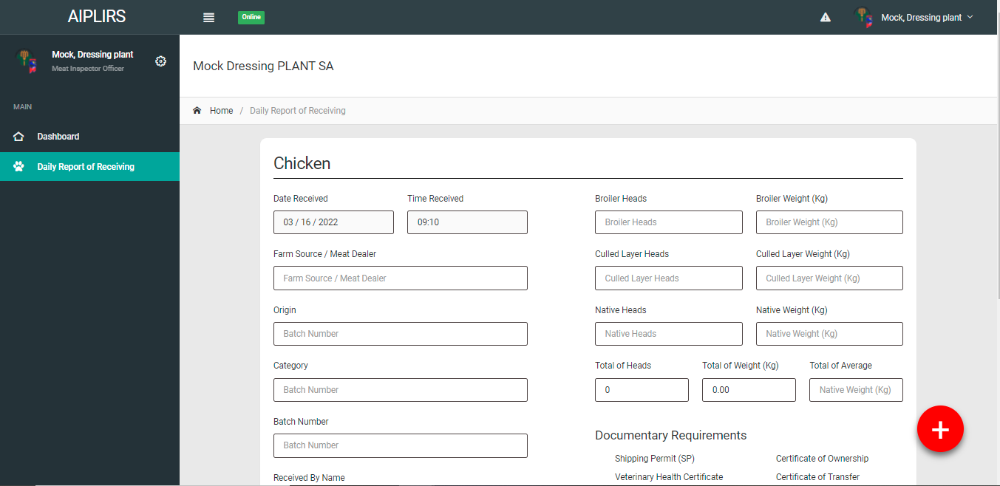 AIPLIRS
Online
Mock, Dressing plant
Mock, Dressing plant
Meat Inspector Officer
MAIN
Dashboard
Daily Report of Receiving
Mock Dressing PLANT SA
Home / Daily Report of Receiving
Chicken
Date Received
Time Received
03 / 16 / 2022
09:10
Farm Source / Meat Dealer
Farm Source / Meat Dealer
Origin
Batch Number
Category
Batch Number
Batch Number
Batch Number
Received By Name
Broiler Heads
Broiler Weight (Kg)
Broiler Heads
Broiler Weight (Kg)
Culled Layer Heads
Culled Layer Weight (Kg)
Culled Layer Heads
Culled Layer Weight (Kg)
Native Heads
Native Weight (Kg)
Native Heads
Native Weight (Kg)
Total of Heads
Total of Weight (Kg)
Total of Average
0
0.00
Native Weight (Kg)
Documentary Requirements
Shipping Permit (SP)
Certificate of Ownership
Veterinary Health Certificate
Certificate of Transfer